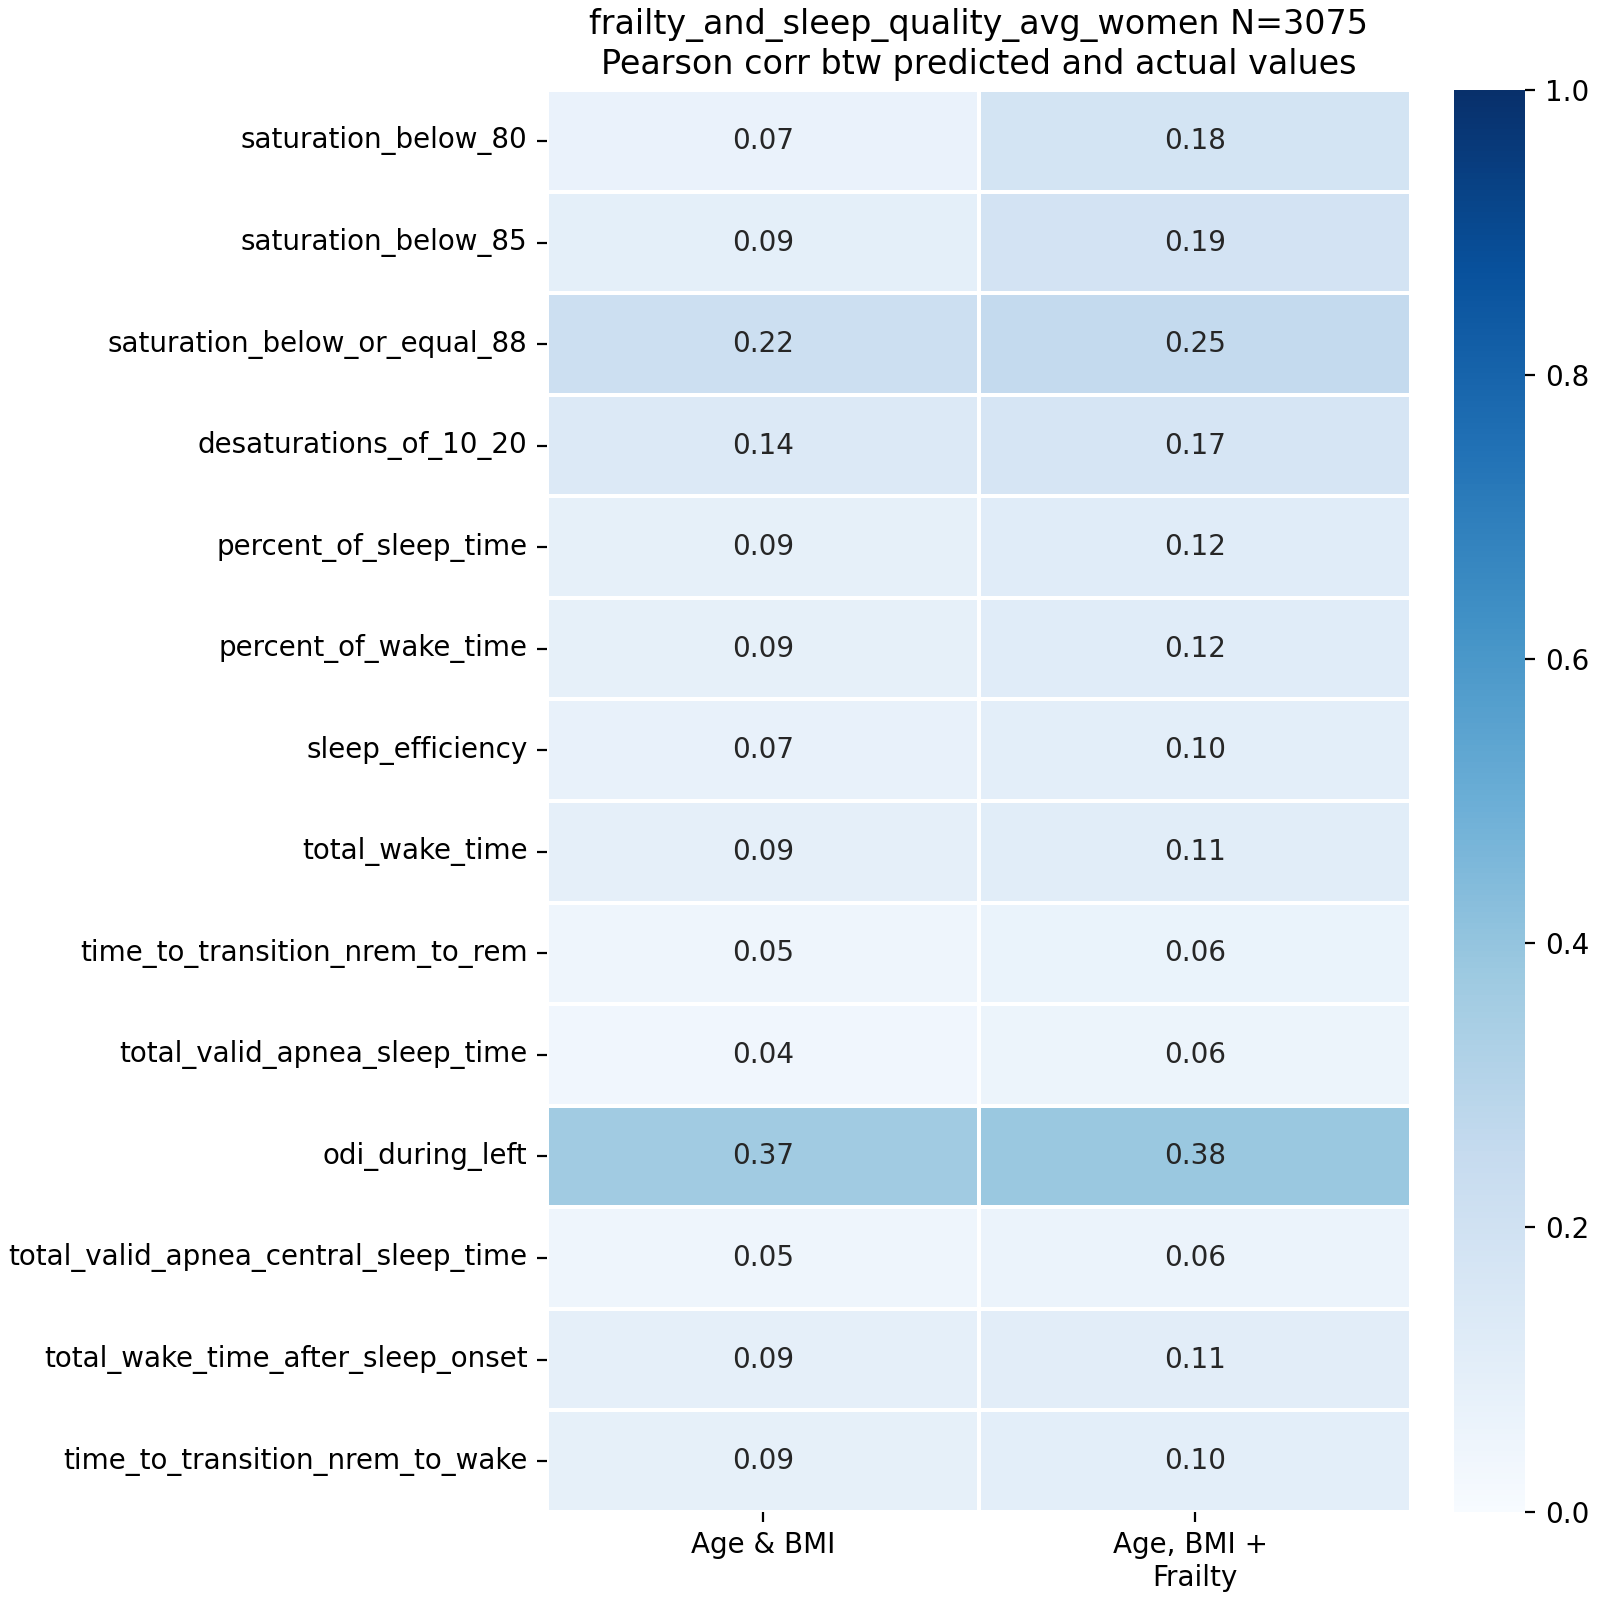 frailty_and_sleep_quality_avg_women N=3075
Pearson corr btw predicted and actual values
saturation_below_80 0.07 0.18
saturation_below_85 0.09 0.19
saturation_below_or_equal_88 0.22 0.25
desaturations_of_10_20 0.14 0.17
percent_of_sleep_time 0.09 0.12
percent_of_wake_time 0.09 0.12
sleep_efficiency 0.07 0.10
total_wake_time 0.09 0.11
time_to_transition_nrem_to_rem 0.05 0.06
total_valid_apnea_sleep_time 0.04 0.06
odi_during_left 0.37 0.38
total_valid_apnea_central_sleep_time 0.05 0.06
total_wake_time_after_sleep_onset 0.09 0.11
time_to_transition_nrem_to_wake 0.09 0.10
Age & BMI
Age, BMI +
Frailty
1.0
0.8
0.6
0.4
0.2
0.0